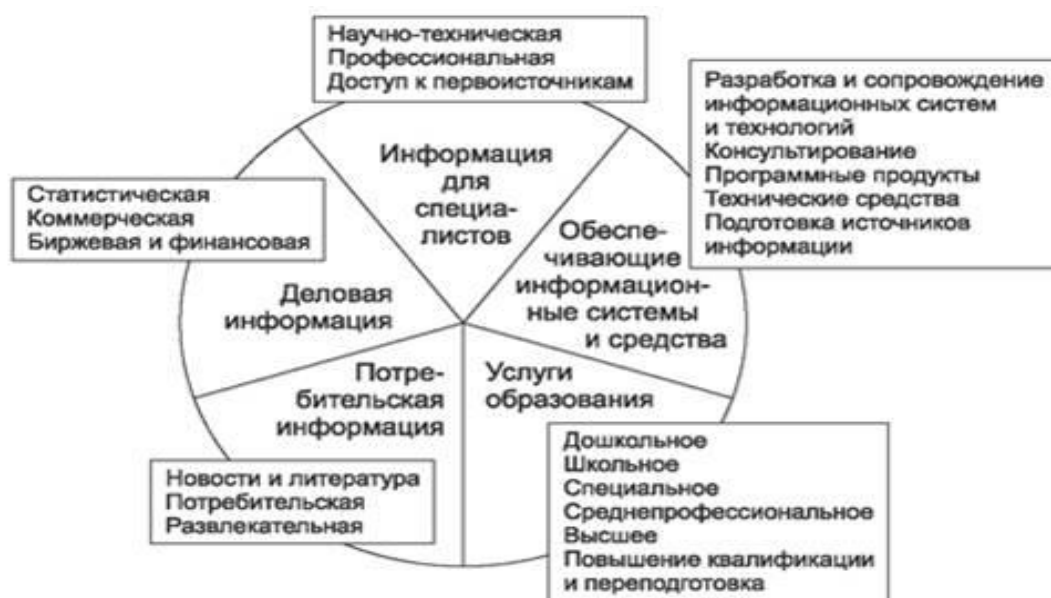 Научно-техническая
Профессиональная
Доступ к первоисточникам
Разработка и сопровождение
информационных систем
и технологий
Консультирование
Программные продукты
Технические средства
Подготовка источников
информации
Информация
для
специа-
листов
Статистическая
Коммерческая
Биржевая и финансовая
Обеспе-
чивающие
информацион-
ные системы
и средства
Деловая
информация
Потре-
бительская
информация
Услуги
образования
Новости и литература
Потребительская
Развлекательная
Дошкольное
Школьное
Специальное
Среднепрофессиональное
Высшее
Повышение квалификации
и переподготовка